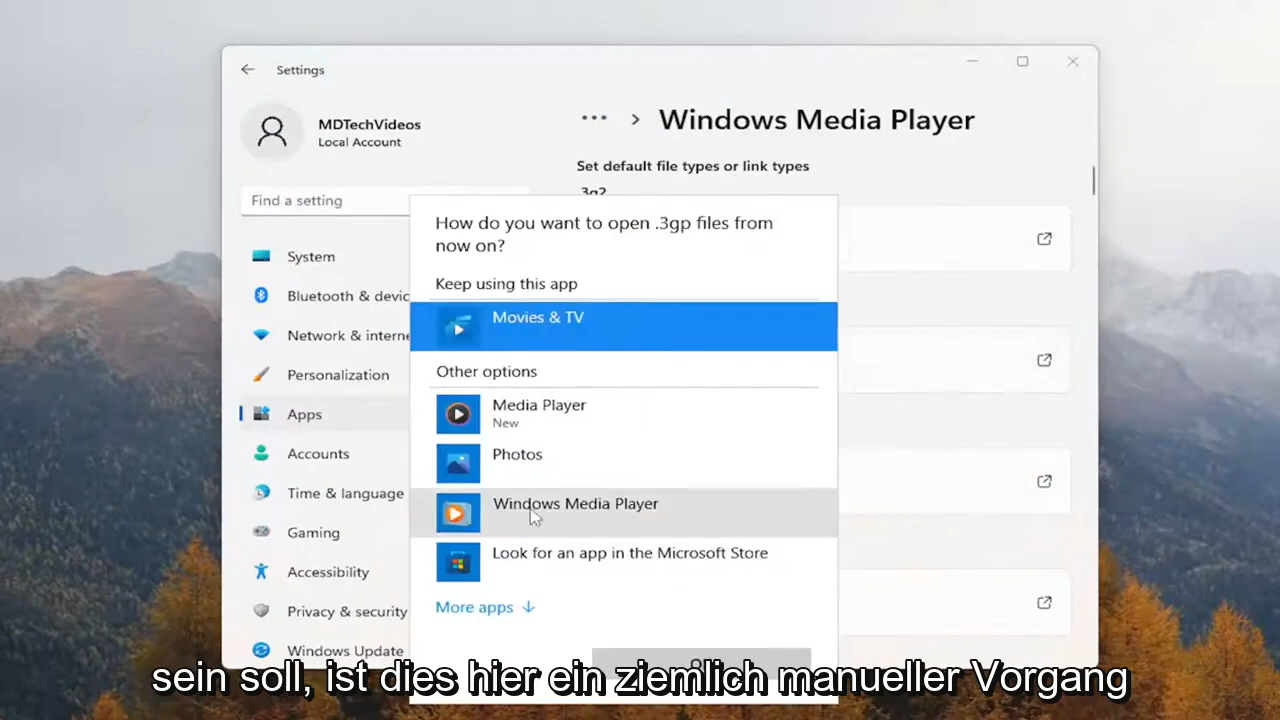 Settings
MDTechVideos
Local Account
Find a setting
System
Bluetooth & devic
Network & interne
Personalization
Apps
Accounts
Time & language
Gaming
Accessibility
Privacy & security
Windows Update
... > Windows Media Player
Set default file types or link types
.3g2
How do you want to open .3gp files from
now on?
Keep using this app
Movies & TV
Other options
Media Player
New
Photos
Windows Media Player
Look for an app in the Microsoft Store
More apps ↓
sein soll, ist dies hier ein ziemlich manueller Vorgang